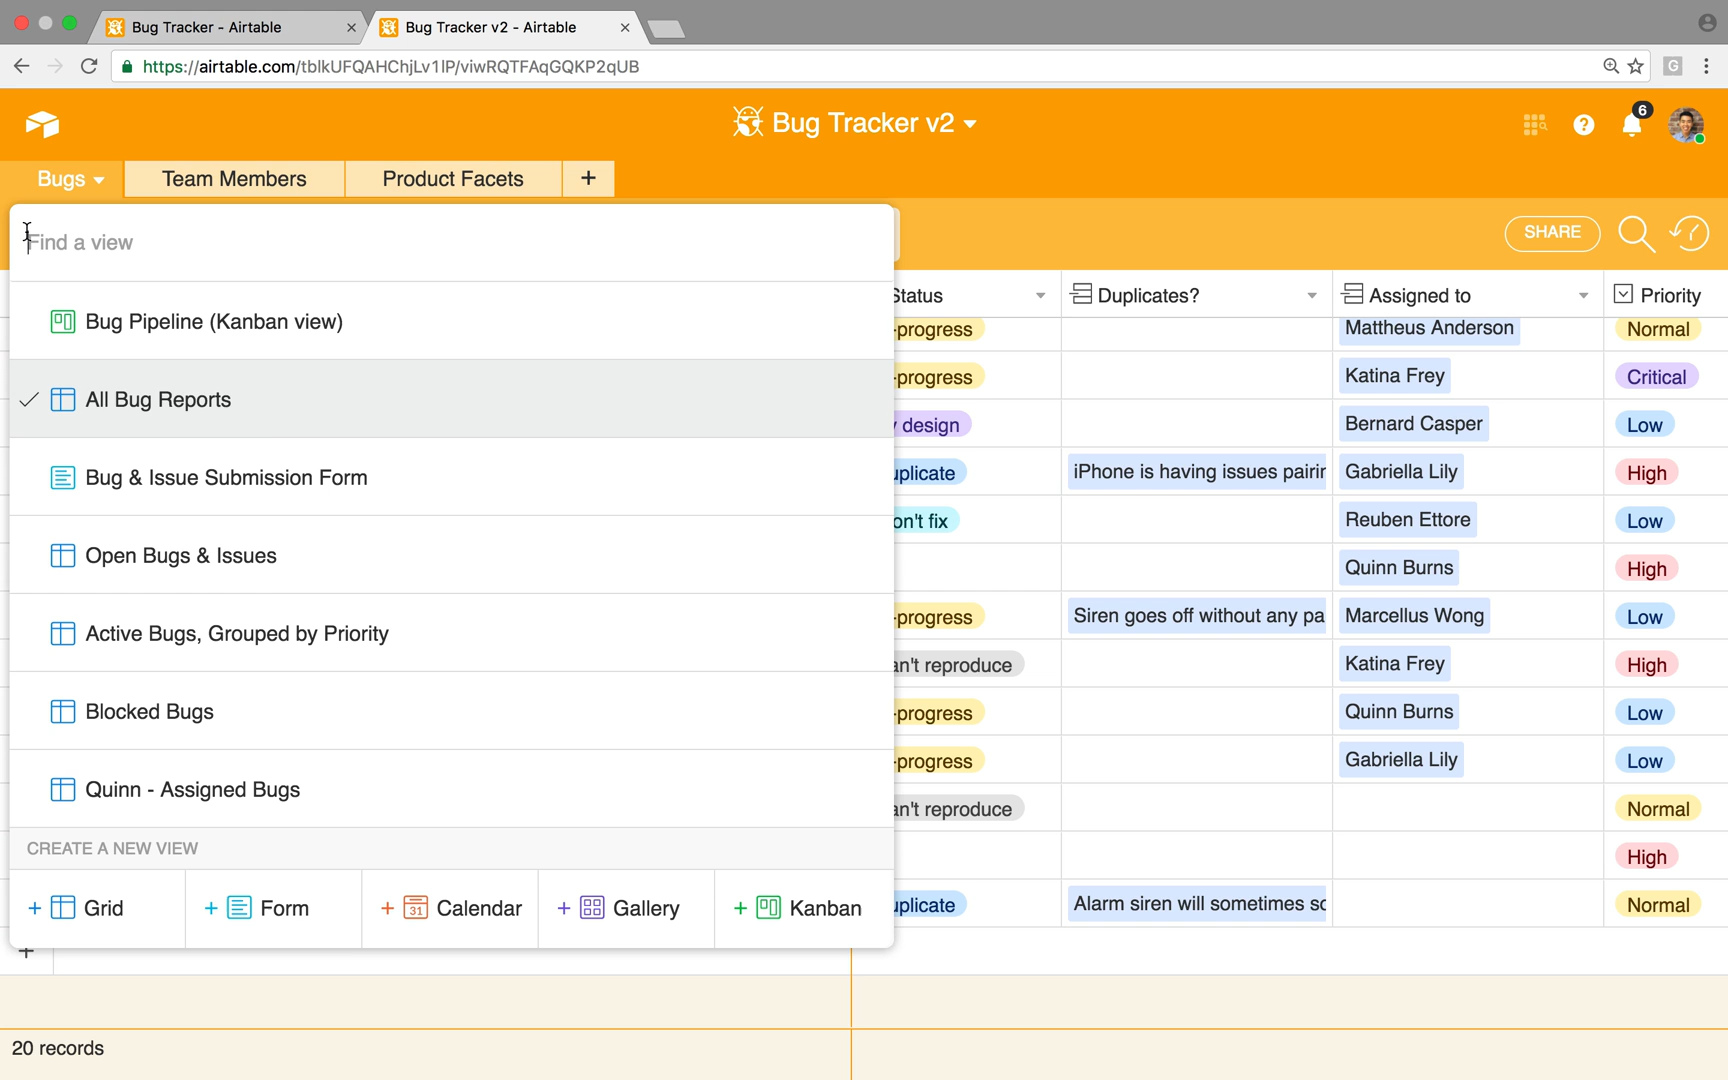 Bug Tracker - Airtable
Bug Tracker v2 - Airtable
https://airtable.com/tblkUFQAHChjLv1IP/viwRQTFAqGQKP2qUB
G
Bug Tracker v2
?
6
Bugs
Team Members
Product Facets
+
Find a view
SHARE
Status
Duplicates?
Assigned to
Priority
-progress
Mattheus Anderson
Normal
Bug Pipeline (Kanban view)
-progress
Katina Frey
Critical
All Bug Reports
design
Bernard Casper
Low
Bug & Issue Submission Form
uplicate
iPhone is having issues pairin
Gabriella Lily
High
on't fix
Reuben Ettore
Low
Open Bugs & Issues
Quinn Burns
High
Active Bugs, Grouped by Priority
-progress
Siren goes off without any pa
Marcellus Wong
Low
an't reproduce
Katina Frey
High
Blocked Bugs
-progress
Quinn Burns
Low
-progress
Gabriella Lily
Low
Quinn - Assigned Bugs
an't reproduce
Normal
CREATE A NEW VIEW
High
+ Grid
+ Form
+ 31 Calendar
+ Gallery
+ Kanban
uplicate
Alarm siren will sometimes so
Normal
+
20 records